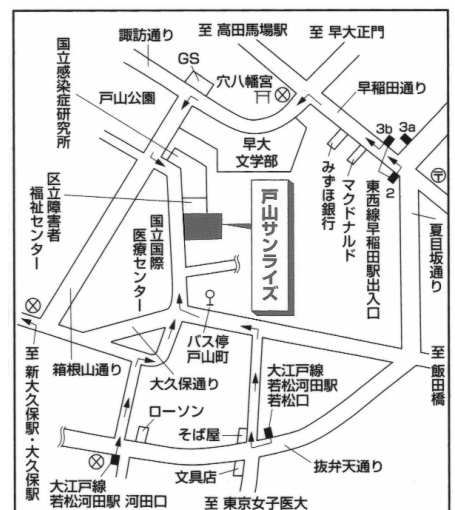 諏訪通り
至 高田馬場駅
至 早大正門
GS
穴八幡宮
早稲田通り
国立感染症研究所
戸山公園
早大
文学部
3b
3a
2
みずほ銀行
マクドナルド
東西線早稲田駅出入口
〒
夏目坂通り
区立障害者
福祉センター
国立国際
医療センター
戸山サンライズ
バス停
戸山町
至 新大久保駅・大久保駅
箱根山通り
大久保通り
大江戸線
若松河田駅
若松口
至 飯田橋
ローソン
そば屋
抜弁天通り
文具店
大江戸線
若松河田駅 河田口
至 東京女子医大